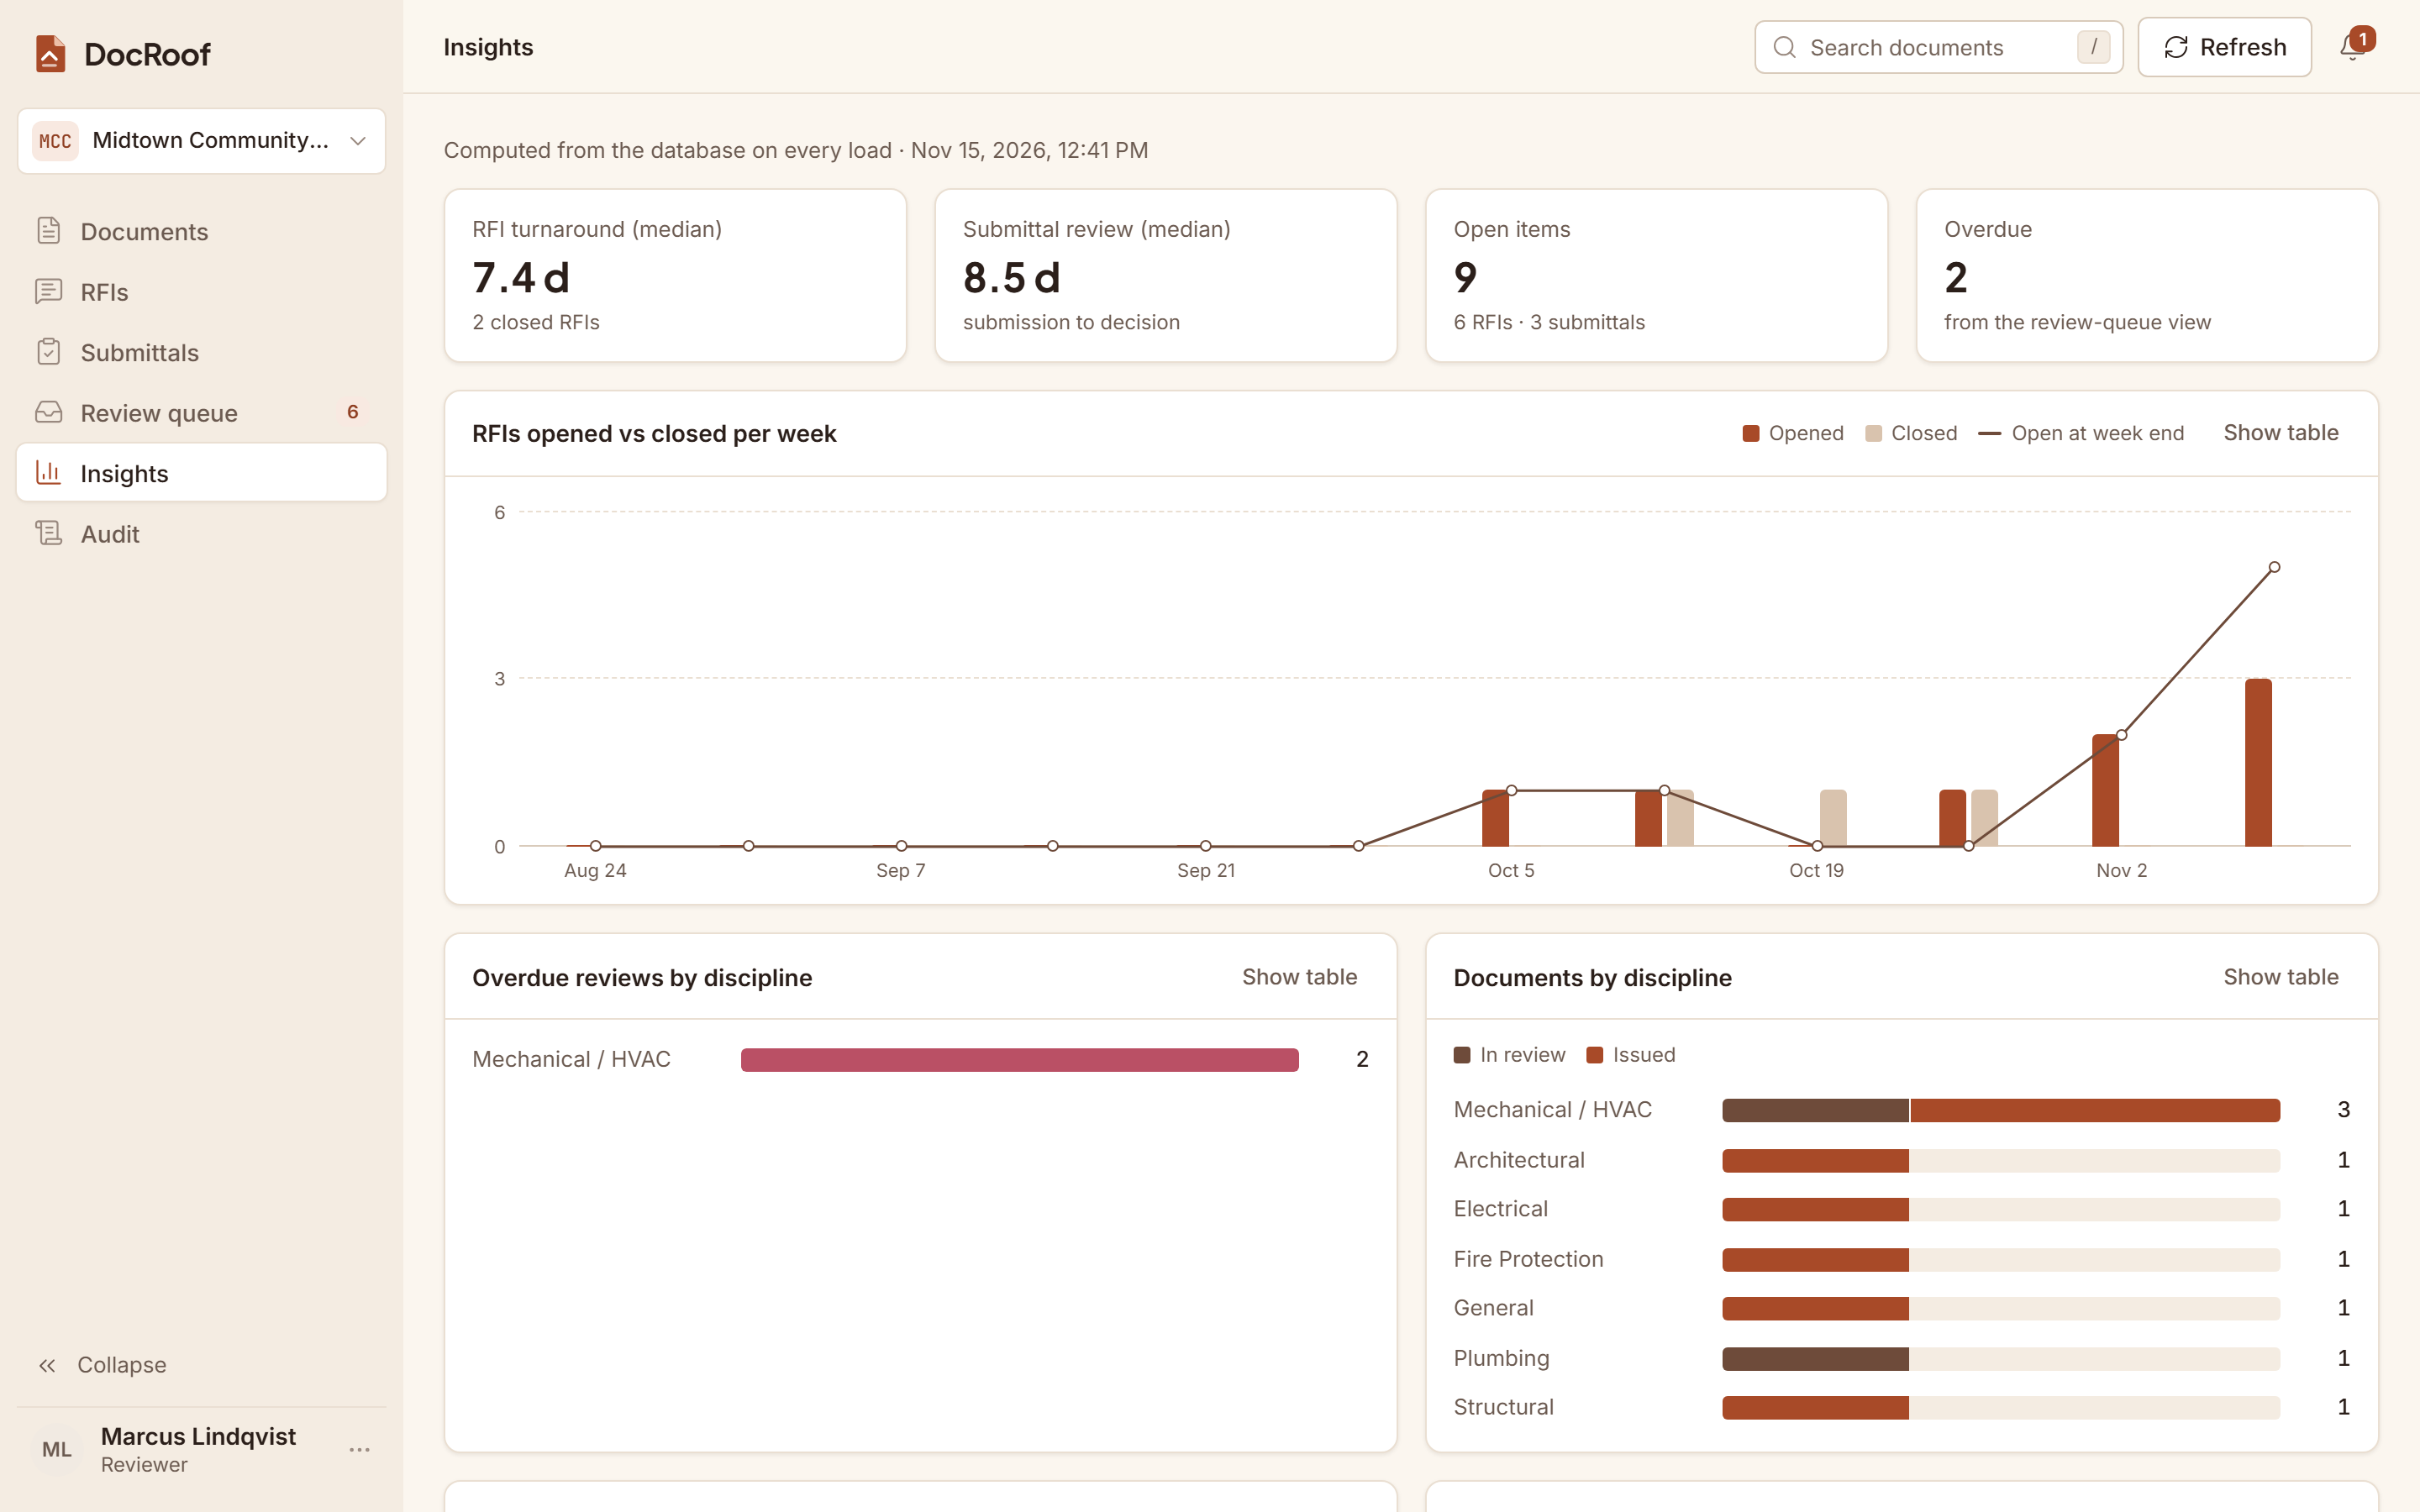 DocRoof
MCC Midtown Community...
Documents
RFIs
Submittals
Review queue 6
Insights
Audit
Collapse
ML
Marcus Lindqvist
Reviewer
Insights
Search documents /
Refresh
1
Computed from the database on every load · Nov 15, 2026, 12:41 PM
RFI turnaround (median)
7.4 d
2 closed RFIs
Submittal review (median)
8.5 d
submission to decision
Open items
9
6 RFIs · 3 submittals
Overdue
2
from the review-queue view
RFIs opened vs closed per week
Opened Closed Open at week end Show table
6
3
0
Aug 24 Sep 7 Sep 21 Oct 5 Oct 19 Nov 2
Overdue reviews by discipline Show table
Mechanical / HVAC 2
Documents by discipline Show table
In review Issued
Mechanical / HVAC 3
Architectural 1
Electrical 1
Fire Protection 1
General 1
Plumbing 1
Structural 1